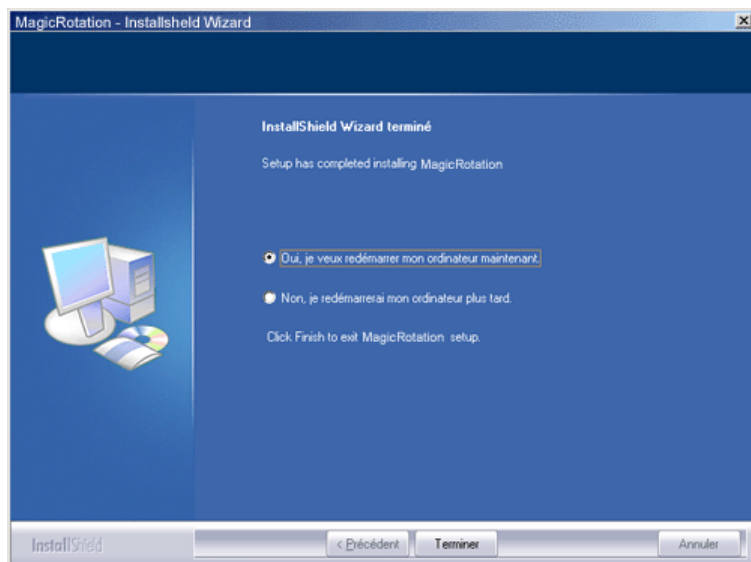 MagicRotation - Installsheld Wizard
InstallShield Wizard terminé
Setup has completed installing MagicRotation
Oui, je veux redémarrer mon ordinateur maintenant.
Non, je redémarrerai mon ordinateur plus tard.
Click Finish to exit MagicRotation setup.
InstallShield
< Précédent
Terminer
Annuler